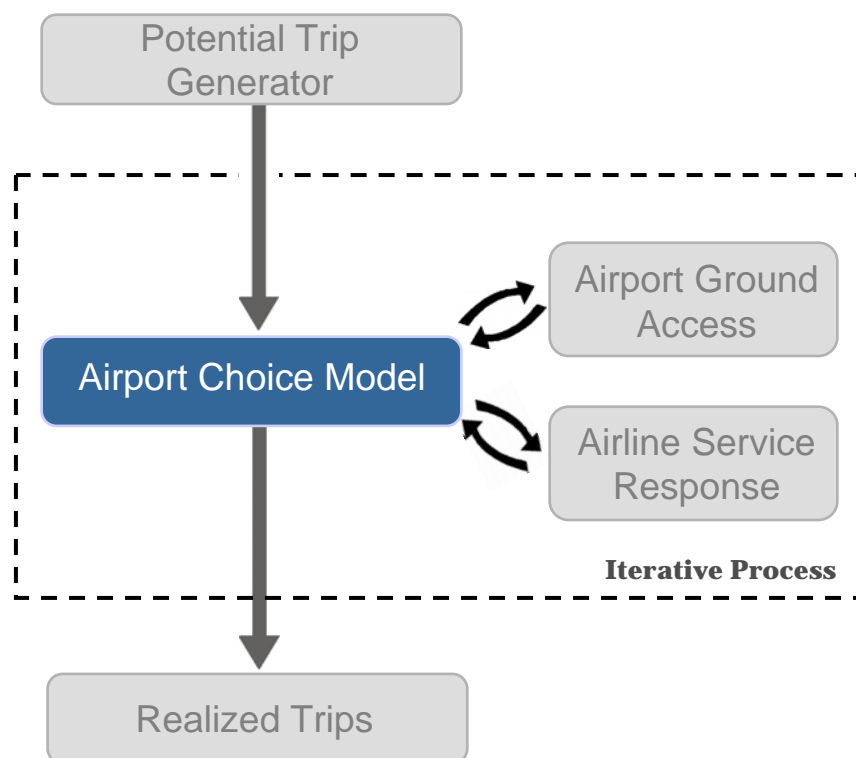 Potential Trip
Generator
Airport Ground
Access
Airport Choice Model
Airline Service
Response
Iterative Process
Realized Trips